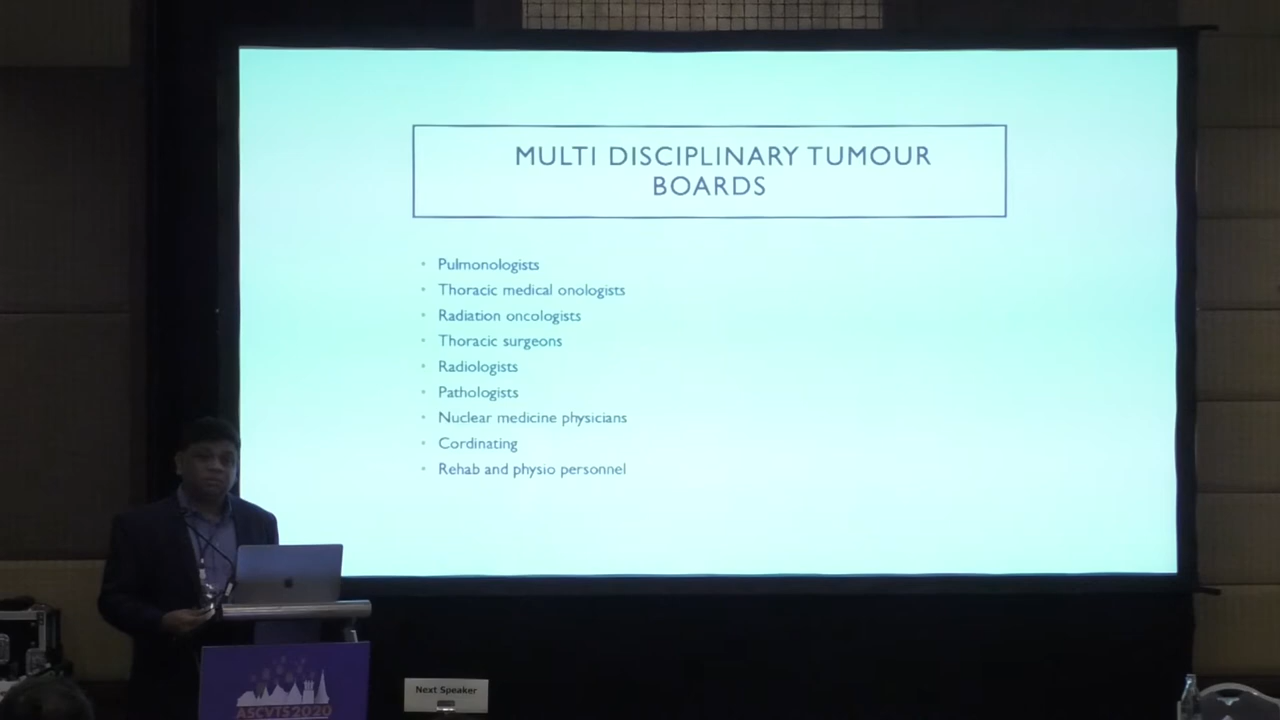 MULTI DISCIPLINARY TUMOUR
BOARDS
• Pulmonologists
• Thoracic medical onologists
• Radiation oncologists
• Thoracic surgeons
• Radiologists
• Pathologists
• Nuclear medicine physicians
• Cordinating
• Rehab and physio personnel
Next Speaker
ASCVTS2020